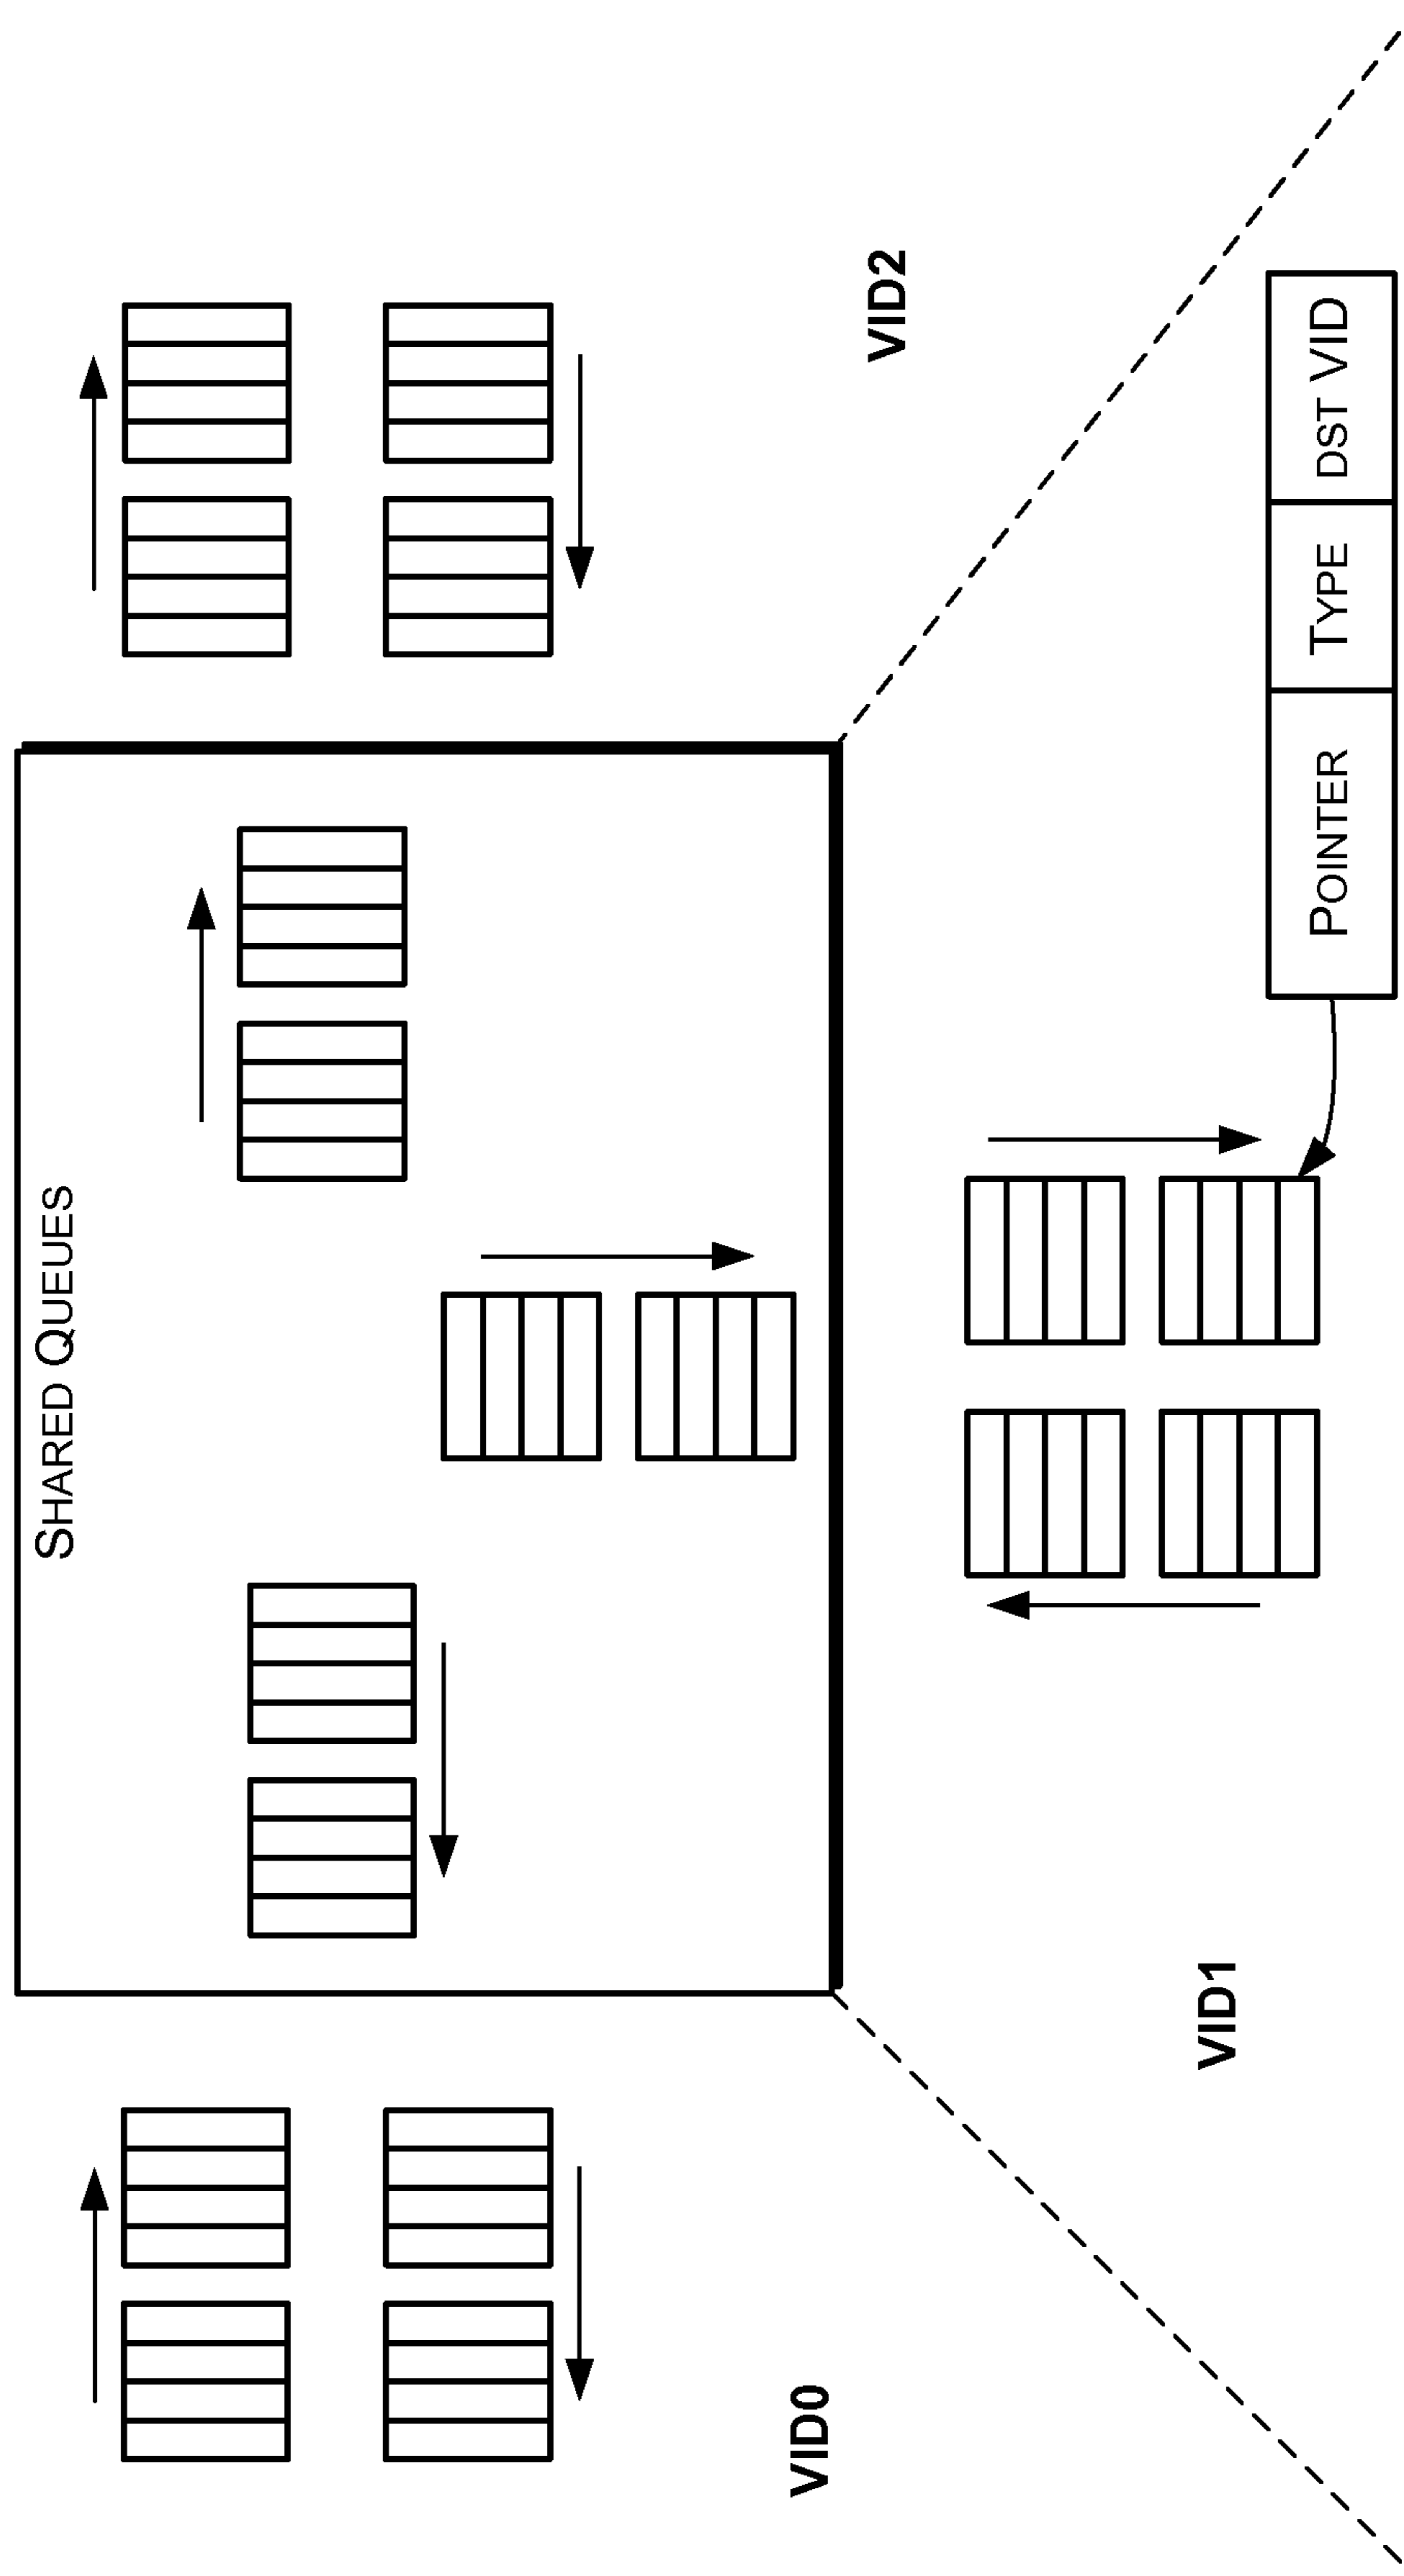 SHARED QUEUES
VID0
VID2
VID1
POINTER TYPE DST VID